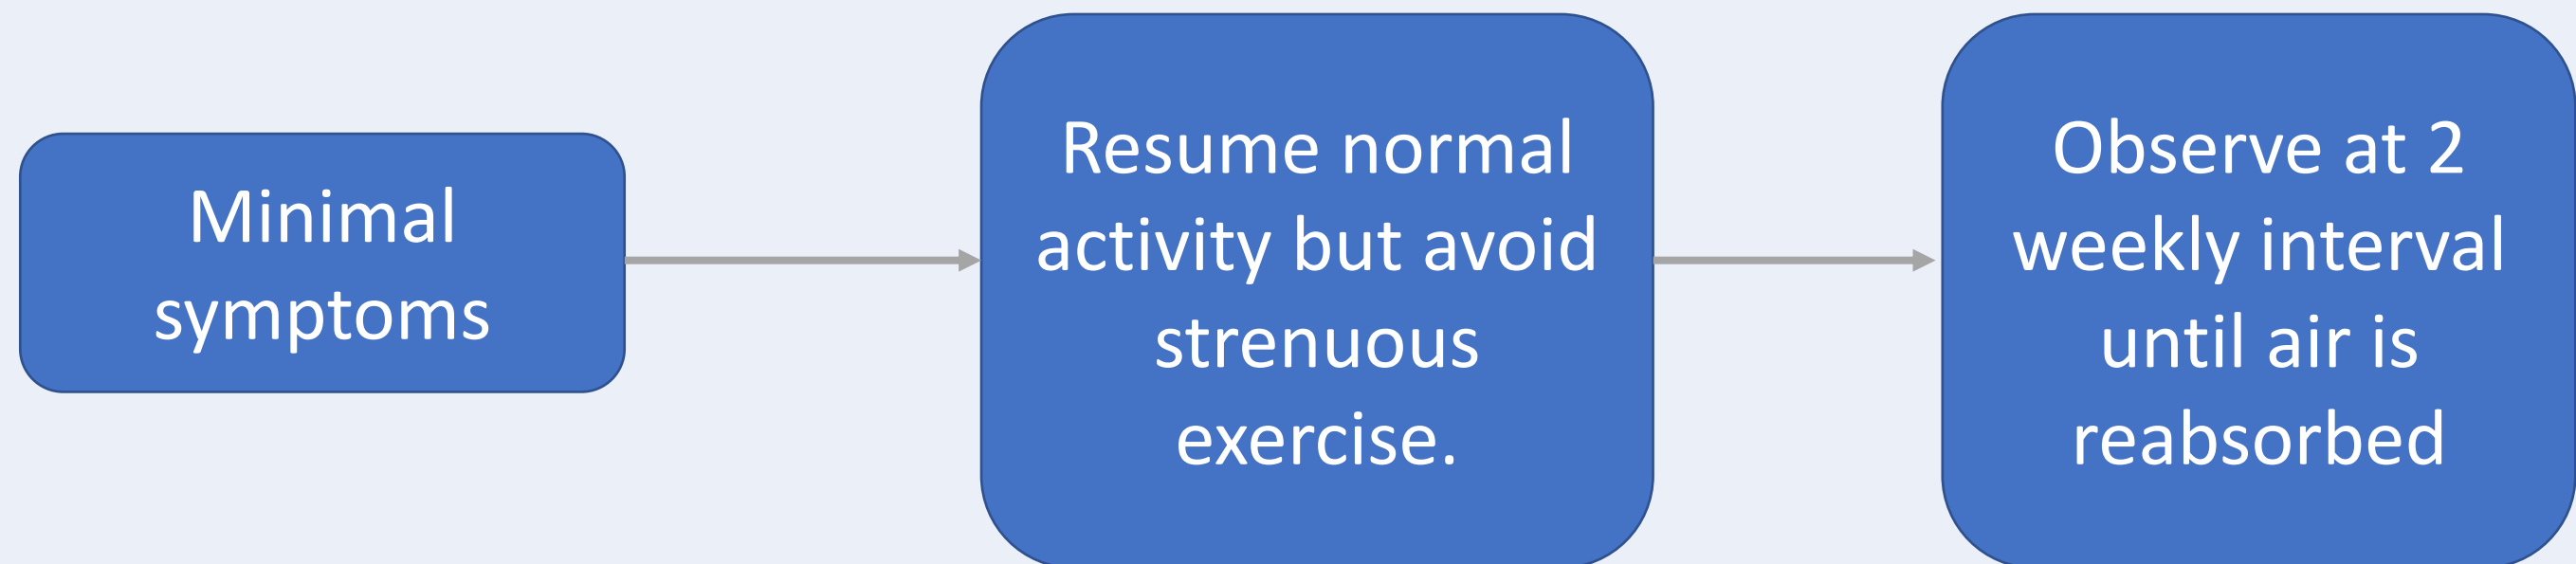 Minimal
symptoms
Resume normal
activity but avoid
strenuous
exercise.
Observe at 2
weekly interval
until air is
reabsorbed